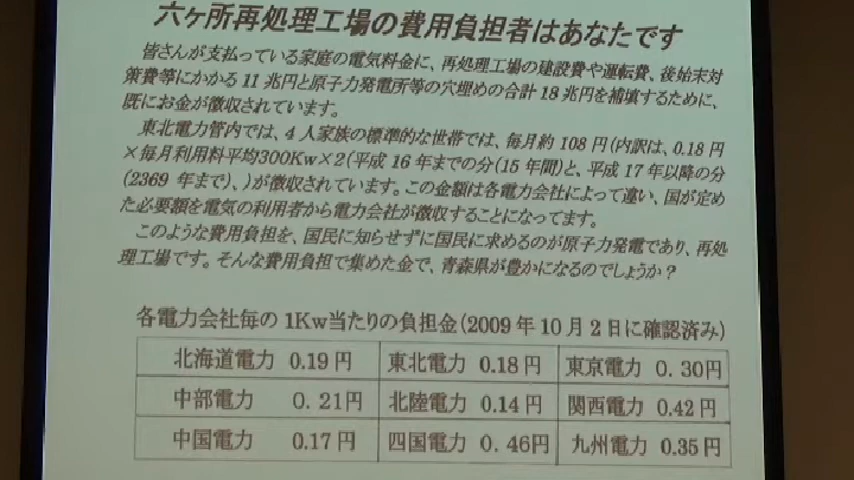 六ヶ所再処理工場の費用負担者はあなたです
皆さんが支払っている家庭の電気料金に、再処理工場の建設費や運転費、後始末対
策費等にかかる11兆円と原子力発電所等の穴埋めの合計18兆円を補填するために、
既にお金が徴収されています。
東北電力管内では、4人家族の標準的な世帯では、毎月約108円(内訳は、0.18円
×毎月利用料平均300Kw×2(平成16年までの分(15年間)と、平成17年以降の分
(2369年まで)、)が徴収されています。この金額は各電力会社によって違い、国が定め
た必要額を電気の利用者から電力会社が徴収することになってます。
このような費用負担を、国民に知らせずに国民に求めるのが原子力発電であり、再処
理工場です。そんな費用負担で集めた金で、青森県が豊かになるのでしょうか?
各電力会社毎の1Kw当たりの負担金(2009年10月2日に確認済み)
北海道電力 0.19円 東北電力 0.18円 東京電力 0.30円
中部電力 0.21円 北陸電力 0.14円 関西電力 0.42円
中国電力 0.17円 四国電力 0.46円 九州電力 0.35円